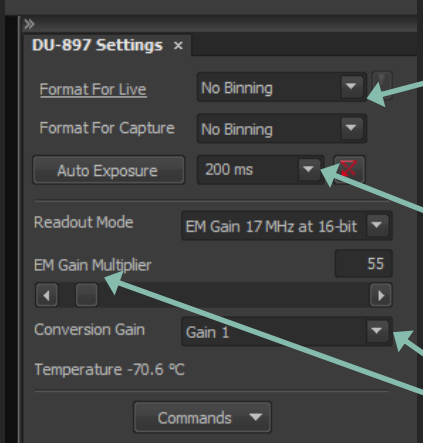 »
DU-897 Settings ×
Format For Live No Binning
Format For Capture No Binning
Auto Exposure 200 ms
Readout Mode EM Gain 17 MHz at 16-bit
EM Gain Multiplier 55
Conversion Gain Gain 1
Temperature -70.6 °C
Commands